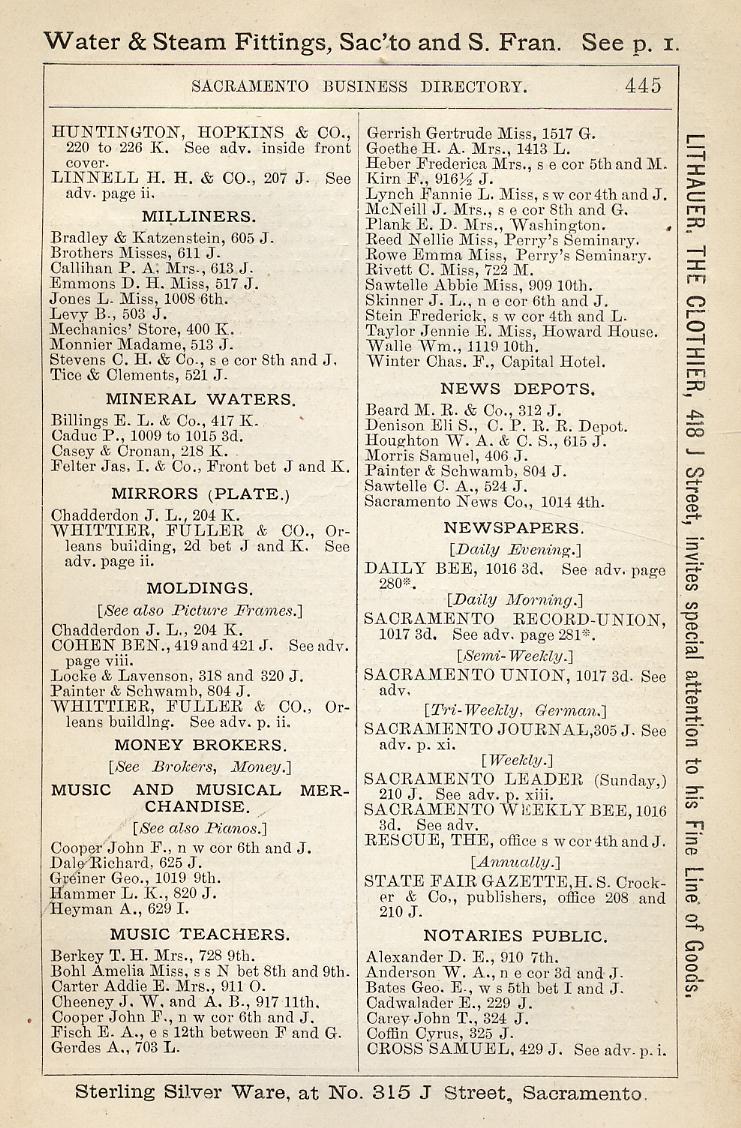 Water & Steam Fittings, Sac'to and S. Fran. See p. 1.
SACRAMENTO BUSINESS DIRECTORY. 445
HUNTINGTON, HOPKINS & CO.,
220 to 226 K. See adv. inside front
cover.
LINNELL H. H. & CO., 207 J. See
adv. page ii.
MILLINERS.
Bradley & Katzenstein, 605 J.
Brothers Misses, 611 J.
Callihan P. A. Mrs., 613 J.
Emmons D. H. Miss, 517 J.
Jones L. Miss, 1008 6th.
Levy B., 503 J.
Mechanics' Store, 400 K.
Monnier Madame, 513 J.
Stevens C. H. & Co., s e cor 8th and J.
Tice & Clements, 521 J.
MINERAL WATERS.
Billings E. L. & Co., 417 K.
Caduc P., 1009 to 1015 3d.
Casey & Cronan, 218 K.
Felter Jas, I. & Co., Front bet J and K.
MIRRORS (PLATE.)
Chadderdon J. L., 204 K.
WHITTIER, FULLER & CO., Or-
leans building, 2d bet J and K. See
adv. page ii.
MOLDINGS.
[See also Picture Frames.]
Chadderdon J. L., 204 K.
COHEN BEN., 419 and 421 J. See adv.
page viii.
Locke & Lavenson, 318 and 320 J.
Painter & Schwamb, 804 J.
WHITTIER, FULLER & CO., Or-
leans building. See adv. p. ii.
MONEY BROKERS.
[See Brokers, Money.]
MUSIC AND MUSICAL MER-
CHANDISE.
[See also Pianos.]
Cooper John F., n w cor 6th and J.
Dale Richard, 625 J.
Greiner Geo., 1019 9th.
Hammer L. K., 820 J.
Heyman A., 629 I.
MUSIC TEACHERS.
Berkey T. H. Mrs., 728 9th.
Bohl Amelia Miss, s s N bet 8th and 9th.
Carter Addie E. Mrs., 911 O.
Cheeney J. W. and A. B., 917 11th.
Cooper John F., n w cor 6th and J.
Fisch E. A., e s 12th between F and G.
Gerdes A., 703 L.
Gerrish Gertrude Miss, 1517 G.
Goethe H. A. Mrs., 1413 L.
Heber Frederica Mrs., s e cor 5th and M.
Kirn F., 916½ J.
Lynch Fannie L. Miss, s w cor 4th and J.
McNeill J. Mrs., s e cor 8th and G.
Plank E. D. Mrs., Washington.
Reed Nellie Miss, Perry's Seminary.
Rowe Emma Miss, Perry's Seminary.
Rivett C. Miss, 722 M.
Sawtelle Abbie Miss, 909 10th.
Skinner J. L., n e cor 6th and J.
Stein Frederick, s w cor 4th and L.
Taylor Jennie E. Miss, Howard House.
Walle Wm., 1119 10th.
Winter Chas. F., Capital Hotel.
NEWS DEPOTS.
Beard M. R. & Co., 312 J.
Denison Eli S., C. P. R. R. Depot.
Houghton W. A. & C. S., 615 J.
Morris Samuel, 406 J.
Painter & Schwamb, 804 J.
Sawtelle C. A., 524 J.
Sacramento News Co., 1014 4th.
NEWSPAPERS.
[Daily Evening.]
DAILY BEE, 1016 3d. See adv. page
280*.
[Daily Morning.]
SACRAMENTO RECORD-UNION,
1017 3d. See adv. page 281*.
[Semi-Weekly.]
SACRAMENTO UNION, 1017 3d. See
adv.
[Tri-Weekly, German.]
SACRAMENTO JOURNAL, 305 J. See
adv. p. xi.
[Weekly.]
SACRAMENTO LEADER (Sunday,)
210 J. See adv. p. xiii.
SACRAMENTO WEEKLY BEE, 1016
3d. See adv.
RESCUE, THE, office s w cor 4th and J.
[Annually.]
STATE FAIR GAZETTE, H. S. Crock-
er & Co., publishers, office 208 and
210 J.
NOTARIES PUBLIC.
Alexander D. E., 910 7th.
Anderson W. A., n e cor 3d and J.
Bates Geo. E., w s 5th bet I and J.
Cadwalader E., 229 J.
Carey John T., 324 J.
Coffin Cyrus, 325 J.
CROSS SAMUEL, 429 J. See adv. p. i.
LITHAUER, THE CLOTHIER, 418 J Street, invites special attention to his Fine Line of Goods.
Sterling Silver Ware, at No. 315 J Street, Sacramento.